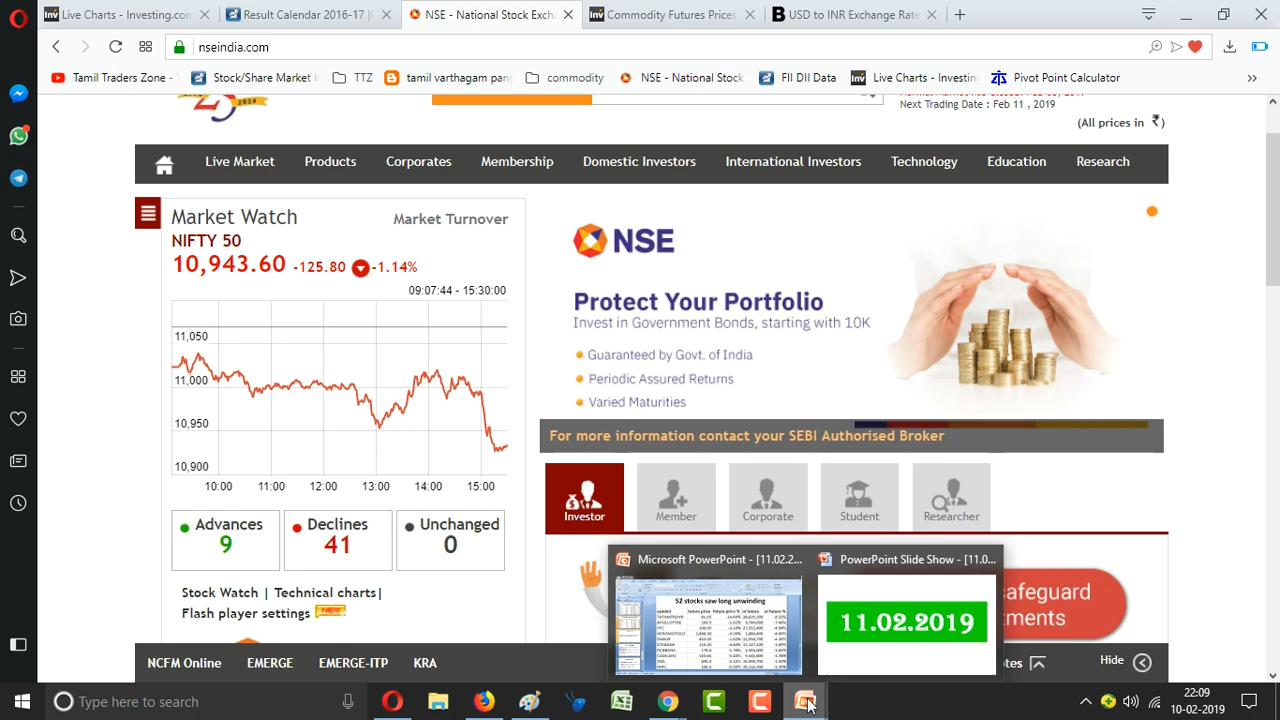 Live Charts - Investing.com
Result Calendar 2016-17 | C
NSE - National Stock Exch
Commodity Futures Prices
USD to INR Exchange Rate
nseindia.com
Tamil Traders Zone -
Stock/Share Market I
TTZ
tamil varthagam pang
commodity
NSE - National Stock
FII DII Data
Live Charts - Investin
Pivot Point Calculator
Next Trading Date : Feb 11 , 2019
(All prices in ₹)
Live Market
Products
Corporates
Membership
Domestic Investors
International Investors
Technology
Education
Research
Market Watch
Market Turnover
NIFTY 50
10,943.60 -125.80 -1.14%
09:07:44 - 15:30:00
11,050
11,000
10,950
10,900
10:00 11:00 12:00 13:00 14:00 15:00
Advances
9
Declines
41
Unchanged
0
Stock Watch | Technical charts|
Flash player settings NEW
NSE
Protect Your Portfolio
Invest in Government Bonds, starting with 10K
Guaranteed by Govt. of India
Periodic Assured Returns
Varied Maturities
For more information contact your SEBI Authorised Broker
Investor
Member
Corporate
Student
Researcher
Microsoft PowerPoint - [11.02.2...
PowerPoint Slide Show - [11.0...
52 stocks saw long unwinding
11.02.2019
safeguard
tments
NCFM Online
EMERGE
EMERGE-ITP
KRA
otes
Hide
Type here to search
22:09
10-02-2019